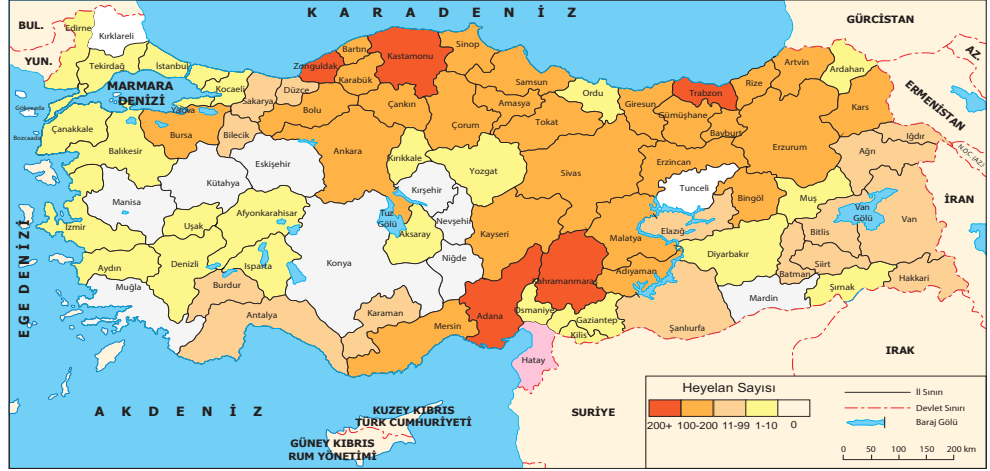 K A R A D E N İ Z
BUL.
YUN.
GÜRCİSTAN
AZ.
ERMENİSTAN
NOC.(AZ.)
İRAN
IRAK
SURİYE
MARMARA
DENİZİ
EGE DENİZİ
A K D E N İ Z
KUZEY KIBRIS
TÜRK CUMHURİYETİ
GÜNEY KIBRIS
RUM YÖNETİMİ
Edirne
Kırklareli
Tekirdağ
İstanbul
Kocaeli
Yalova
Sakarya
Düzce
Zonguldak
Bartın
Karabük
Kastamonu
Sinop
Samsun
Ordu
Giresun
Trabzon
Rize
Artvin
Ardahan
Gökçeada
Bozcaada
Çanakkale
Balıkesir
Bursa
Bilecik
Bolu
Çankırı
Çorum
Amasya
Tokat
Gümüşhane
Bayburt
Erzurum
Kars
Iğdır
Ağrı
Eskişehir
Kütahya
Ankara
Kırıkkale
Yozgat
Sivas
Erzincan
Tunceli
Bingöl
Muş
Van
Gölü
Van
Bitlis
Manisa
İzmir
Uşak
Afyonkarahisar
Kırşehir
Nevşehir
Tuz
Gölü
Aksaray
Kayseri
Malatya
Elazığ
Diyarbakır
Batman
Siirt
Şırnak
Hakkari
Aydın
Denizli
Isparta
Burdur
Muğla
Antalya
Konya
Niğde
Karaman
Mersin
Adana
Kahramanmara
Osmaniye
Gaziantep
Kilis
Adıyaman
Şanlıurfa
Mardin
Hatay
Heyelan Sayısı
200+ 100-200 11-99 1-10 0
İl Sınırı
Devlet Sınırı
Baraj Gölü
0 50 100 150 200 km